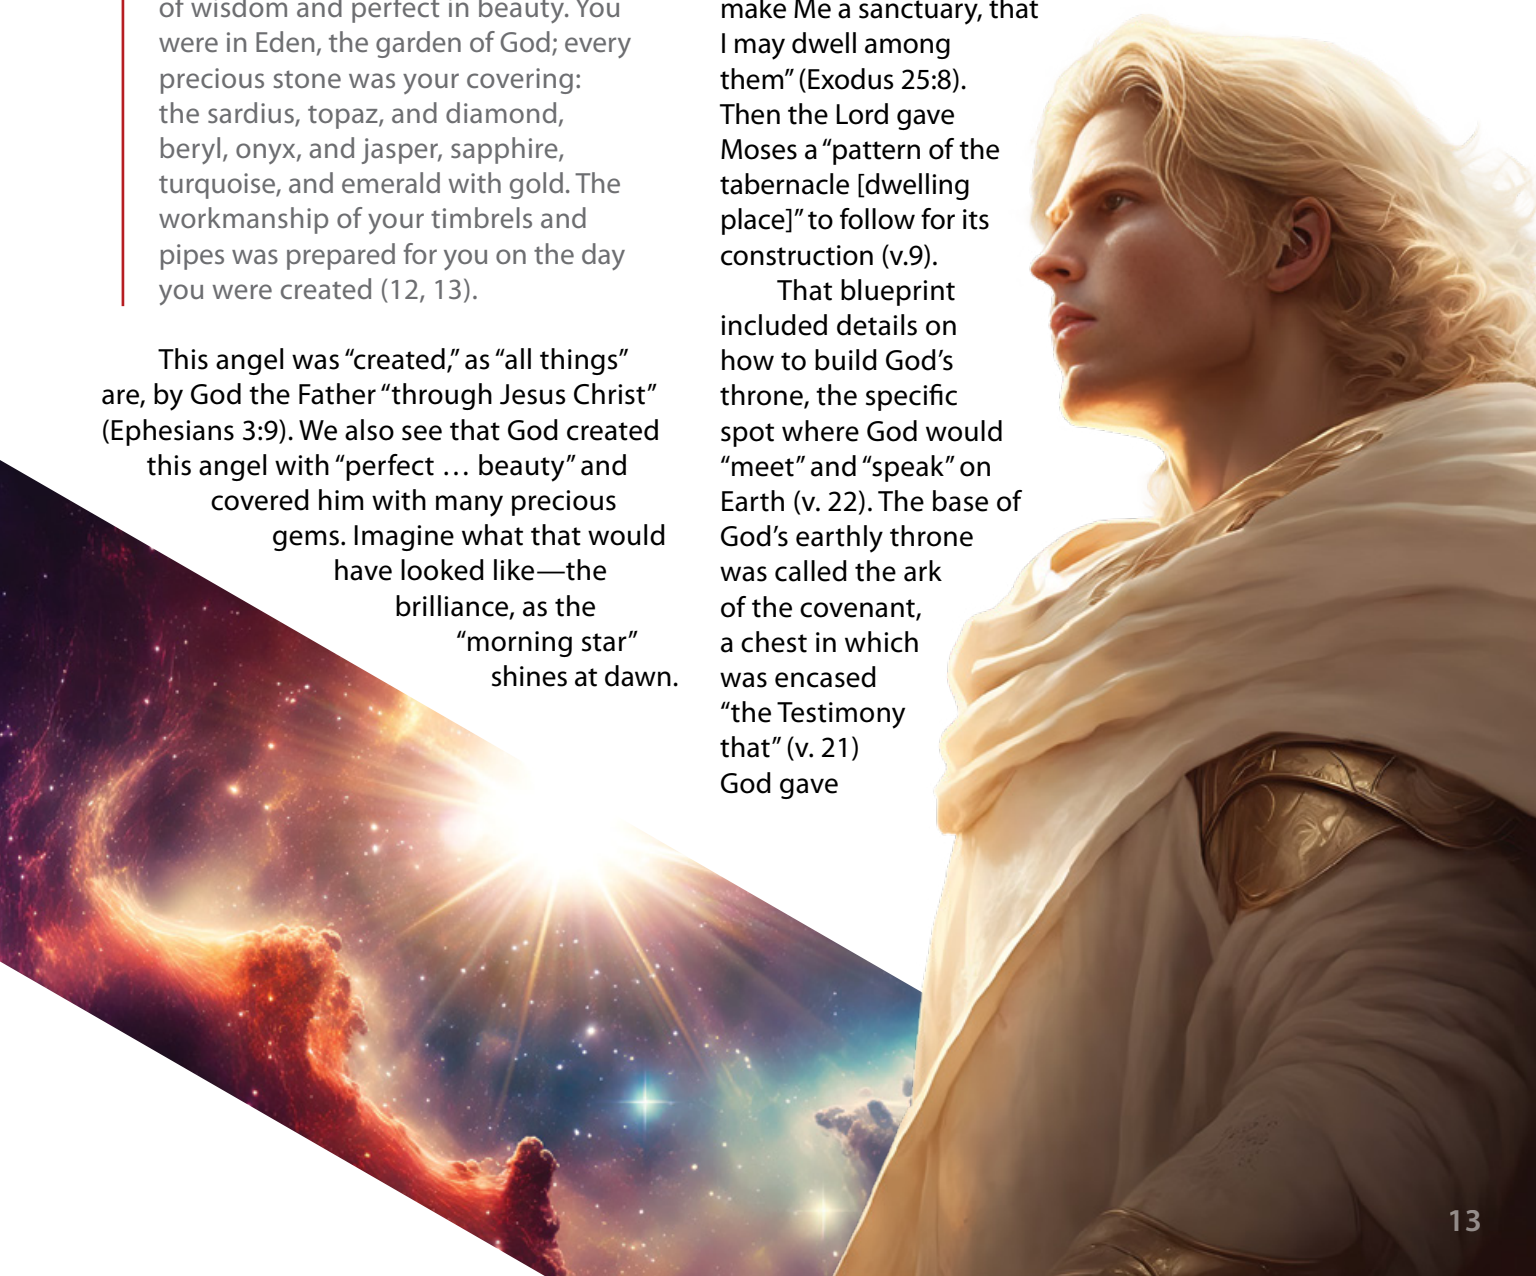 of wisdom and perfect in beauty. You
were in Eden, the garden of God; every
precious stone was your covering:
the sardius, topaz, and diamond,
beryl, onyx, and jasper, sapphire,
turquoise, and emerald with gold. The
workmanship of your timbrels and
pipes was prepared for you on the day
you were created (12, 13).
This angel was “created,” as “all things”
are, by God the Father “through Jesus Christ”
(Ephesians 3:9). We also see that God created
this angel with “perfect … beauty” and
covered him with many precious
gems. Imagine what that would
have looked like—the
brilliance, as the
“morning star”
shines at dawn.
make Me a sanctuary, that
I may dwell among
them” (Exodus 25:8).
Then the Lord gave
Moses a “pattern of the
tabernacle [dwelling
place]” to follow for its
construction (v.9).
That blueprint
included details on
how to build God’s
throne, the specific
spot where God would
“meet” and “speak” on
Earth (v. 22). The base of
God’s earthly throne
was called the ark
of the covenant,
a chest in which
was encased
“the Testimony
that” (v. 21)
God gave
13